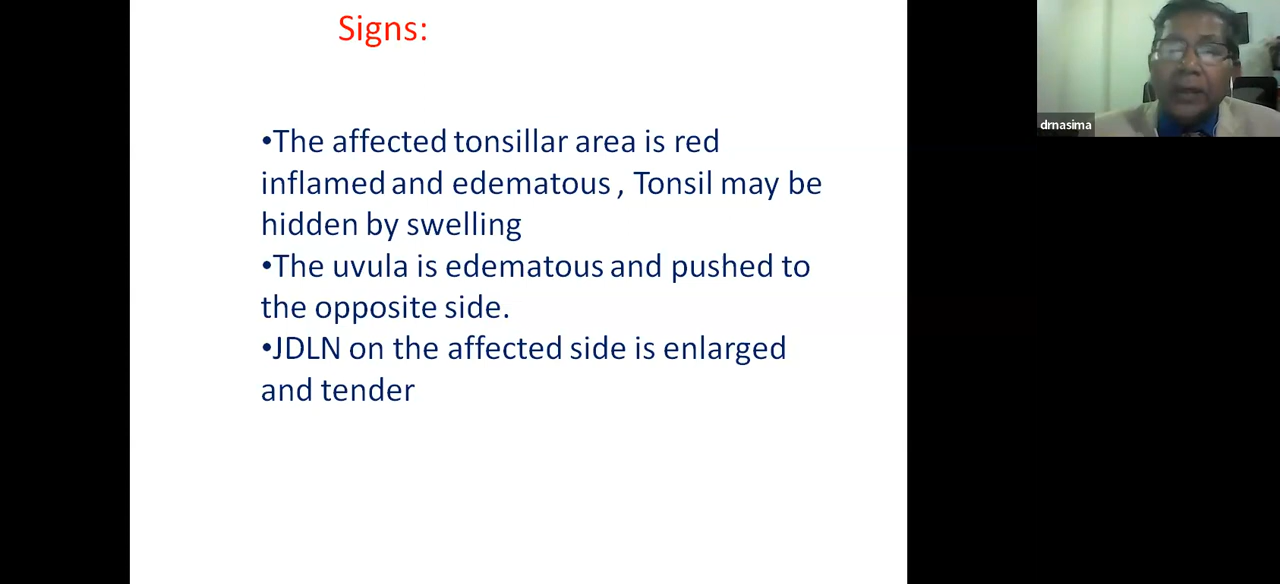 Signs:
•The affected tonsillar area is red
inflamed and edematous , Tonsil may be
hidden by swelling
•The uvula is edematous and pushed to
the opposite side.
•JDLN on the affected side is enlarged
and tender
drnasima